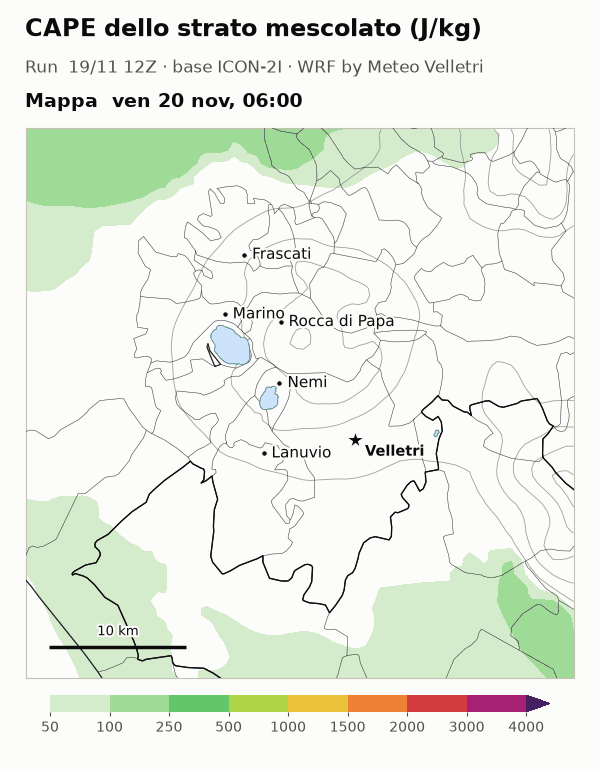 CAPE dello strato mescolato (J/kg)
Run  19/11 12Z · base ICON-2I · WRF by Meteo Velletri
Mappa  ven 20 nov, 06:00
Frascati
Marino
Rocca di Papa
Nemi
Velletri
Lanuvio
10 km
50 100 250 500 1000 1500 2000 3000 4000